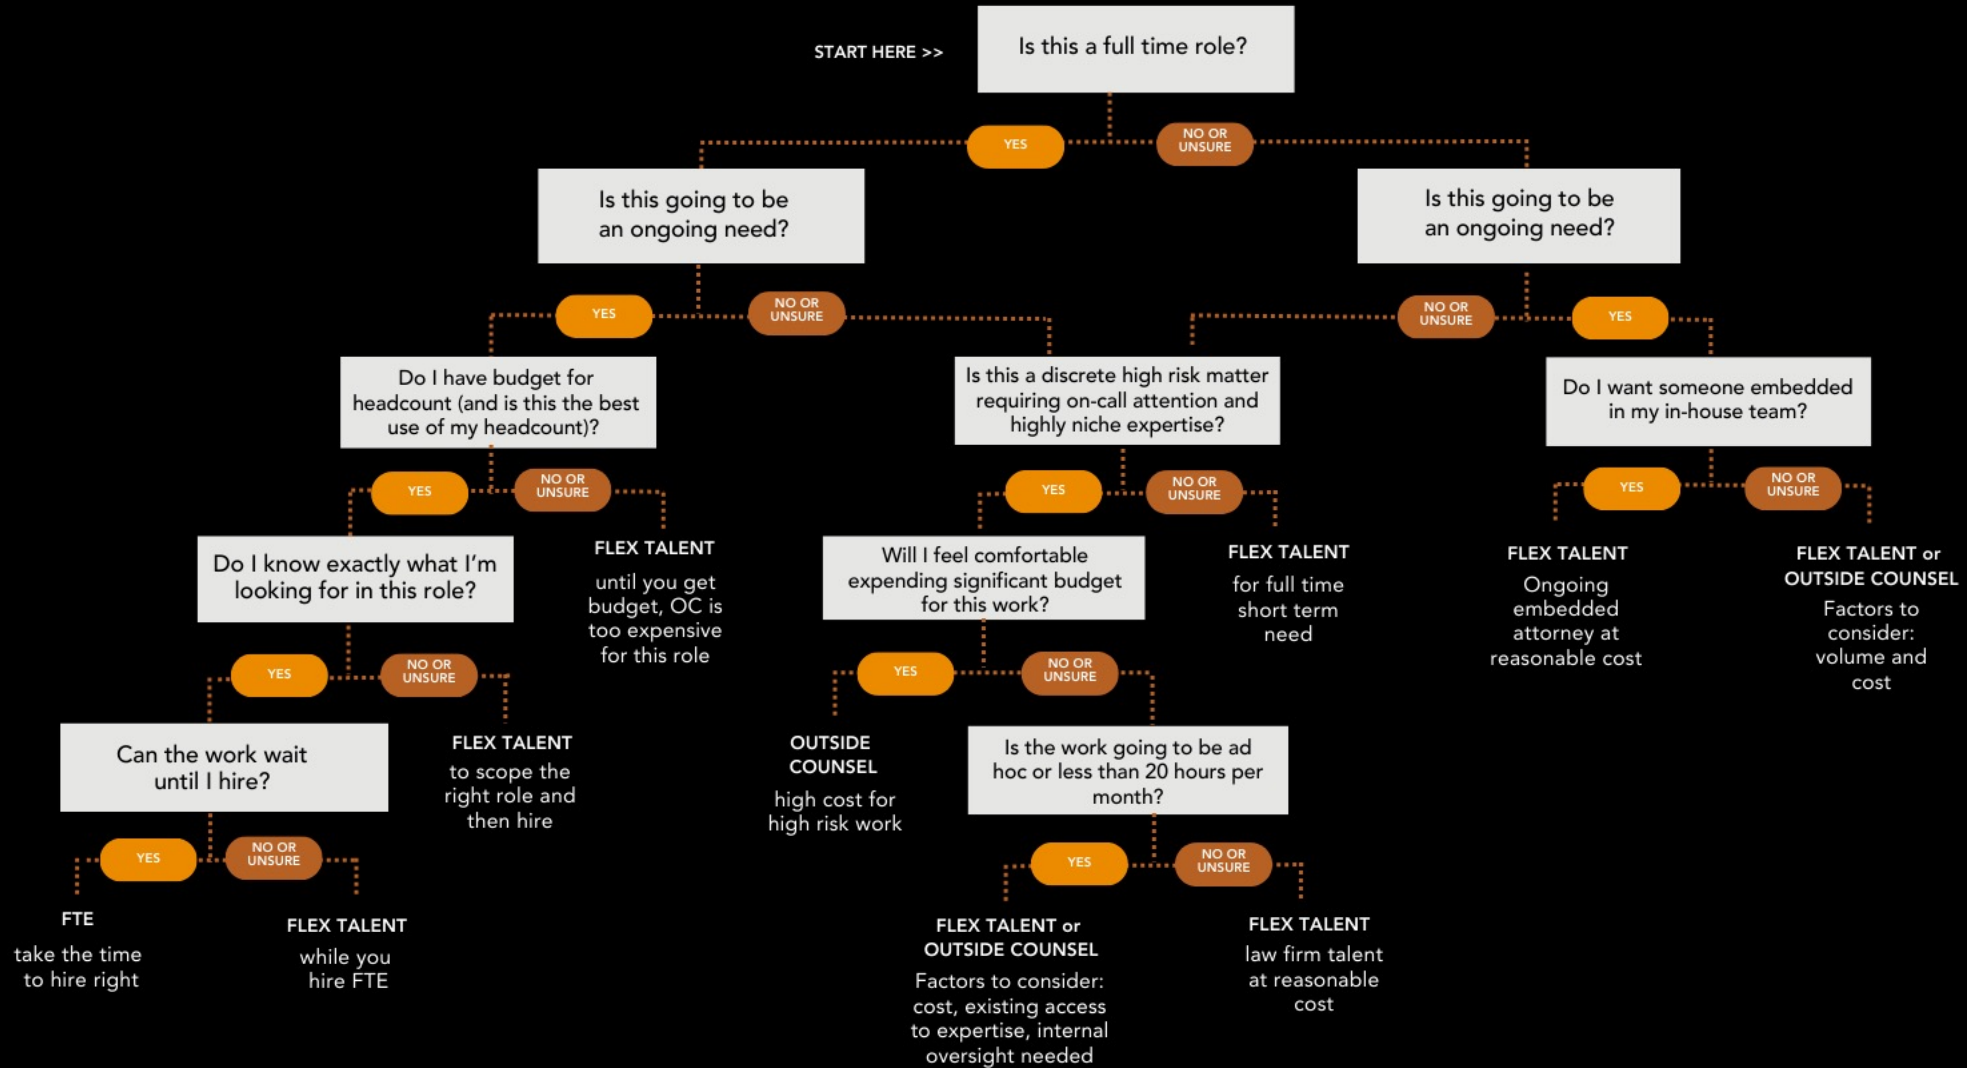 START HERE >>
Is this a full time role?
YES
NO OR
UNSURE
Is this going to be
an ongoing need?
Is this going to be
an ongoing need?
YES
NO OR
UNSURE
NO OR
UNSURE
YES
Do I have budget for
headcount (and is this the best
use of my headcount)?
Is this a discrete high risk matter
requiring on-call attention and
highly niche expertise?
Do I want someone embedded
in my in-house team?
YES
NO OR
UNSURE
YES
NO OR
UNSURE
YES
NO OR
UNSURE
Do I know exactly what I'm
looking for in this role?
FLEX TALENT
until you get
budget, OC is
too expensive
for this role
Will I feel comfortable
expending significant budget
for this work?
FLEX TALENT
for full time
short term
need
FLEX TALENT
Ongoing
embedded
attorney at
reasonable cost
FLEX TALENT or
OUTSIDE COUNSEL
Factors to
consider:
volume and
cost
YES
NO OR
UNSURE
YES
NO OR
UNSURE
Can the work wait
until I hire?
FLEX TALENT
to scope the
right role and
then hire
OUTSIDE
COUNSEL
high cost for
high risk work
Is the work going to be ad
hoc or less than 20 hours per
month?
YES
NO OR
UNSURE
YES
NO OR
UNSURE
FTE
take the time
to hire right
FLEX TALENT
while you
hire FTE
FLEX TALENT or
OUTSIDE COUNSEL
Factors to consider:
cost, existing access
to expertise, internal
oversight needed
FLEX TALENT
law firm talent
at reasonable
cost